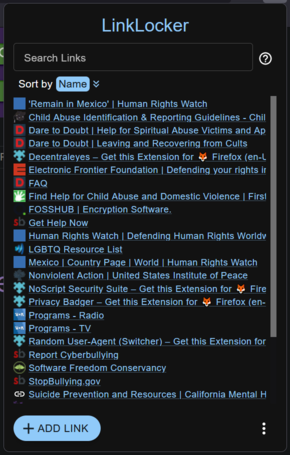 LinkLocker
Search Links
Sort by Name
'Remain in Mexico' | Human Rights Watch
Child Abuse Identification & Reporting Guidelines - Chil
Dare to Doubt | Help for Spiritual Abuse Victims and Ap
Dare to Doubt | Leaving and Recovering from Cults
Decentraleyes – Get this Extension for 🦊 Firefox (en-U
Electronic Frontier Foundation | Defending your rights in
FAQ
Find Help for Child Abuse and Domestic Violence | First
FOSSHUB | Encryption Software.
Get Help Now
Human Rights Watch | Defending Human Rights Worldw
LGBTQ Resource List
Mexico | Country Page | World | Human Rights Watch
Nonviolent Action | United States Institute of Peace
NoScript Security Suite – Get this Extension for 🦊 Fire
Privacy Badger – Get this Extension for 🦊 Firefox (en-
Programs - Radio
Programs - TV
Random User-Agent (Switcher) – Get this Extension for
Report Cyberbullying
Software Freedom Conservancy
StopBullying.gov
Suicide Prevention and Resources | California Mental H
+ ADD LINK